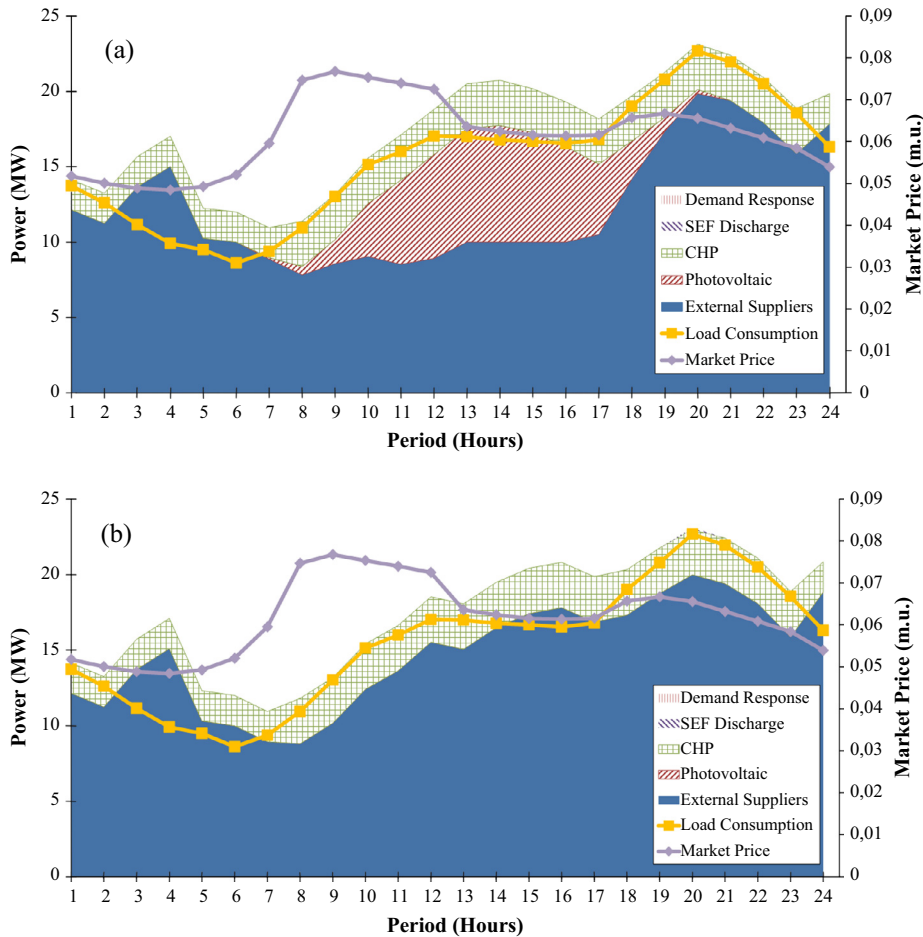 (a)
Power (MW)
25
20
15
10
5
0
0,09
0,08
0,07
0,06
0,05
0,04
0,03
0,02
0,01
0
Market Price (m.u.)
Demand Response
SEF Discharge
CHP
Photovoltaic
External Suppliers
Load Consumption
Market Price
1 2 3 4 5 6 7 8 9 10 11 12 13 14 15 16 17 18 19 20 21 22 23 24
Period (Hours)
(b)
Power (MW)
25
20
15
10
5
0
0,09
0,08
0,07
0,06
0,05
0,04
0,03
0,02
0,01
0
Market Price (m.u.)
Demand Response
SEF Discharge
CHP
Photovoltaic
External Suppliers
Load Consumption
Market Price
1 2 3 4 5 6 7 8 9 10 11 12 13 14 15 16 17 18 19 20 21 22 23 24
Period (Hours)